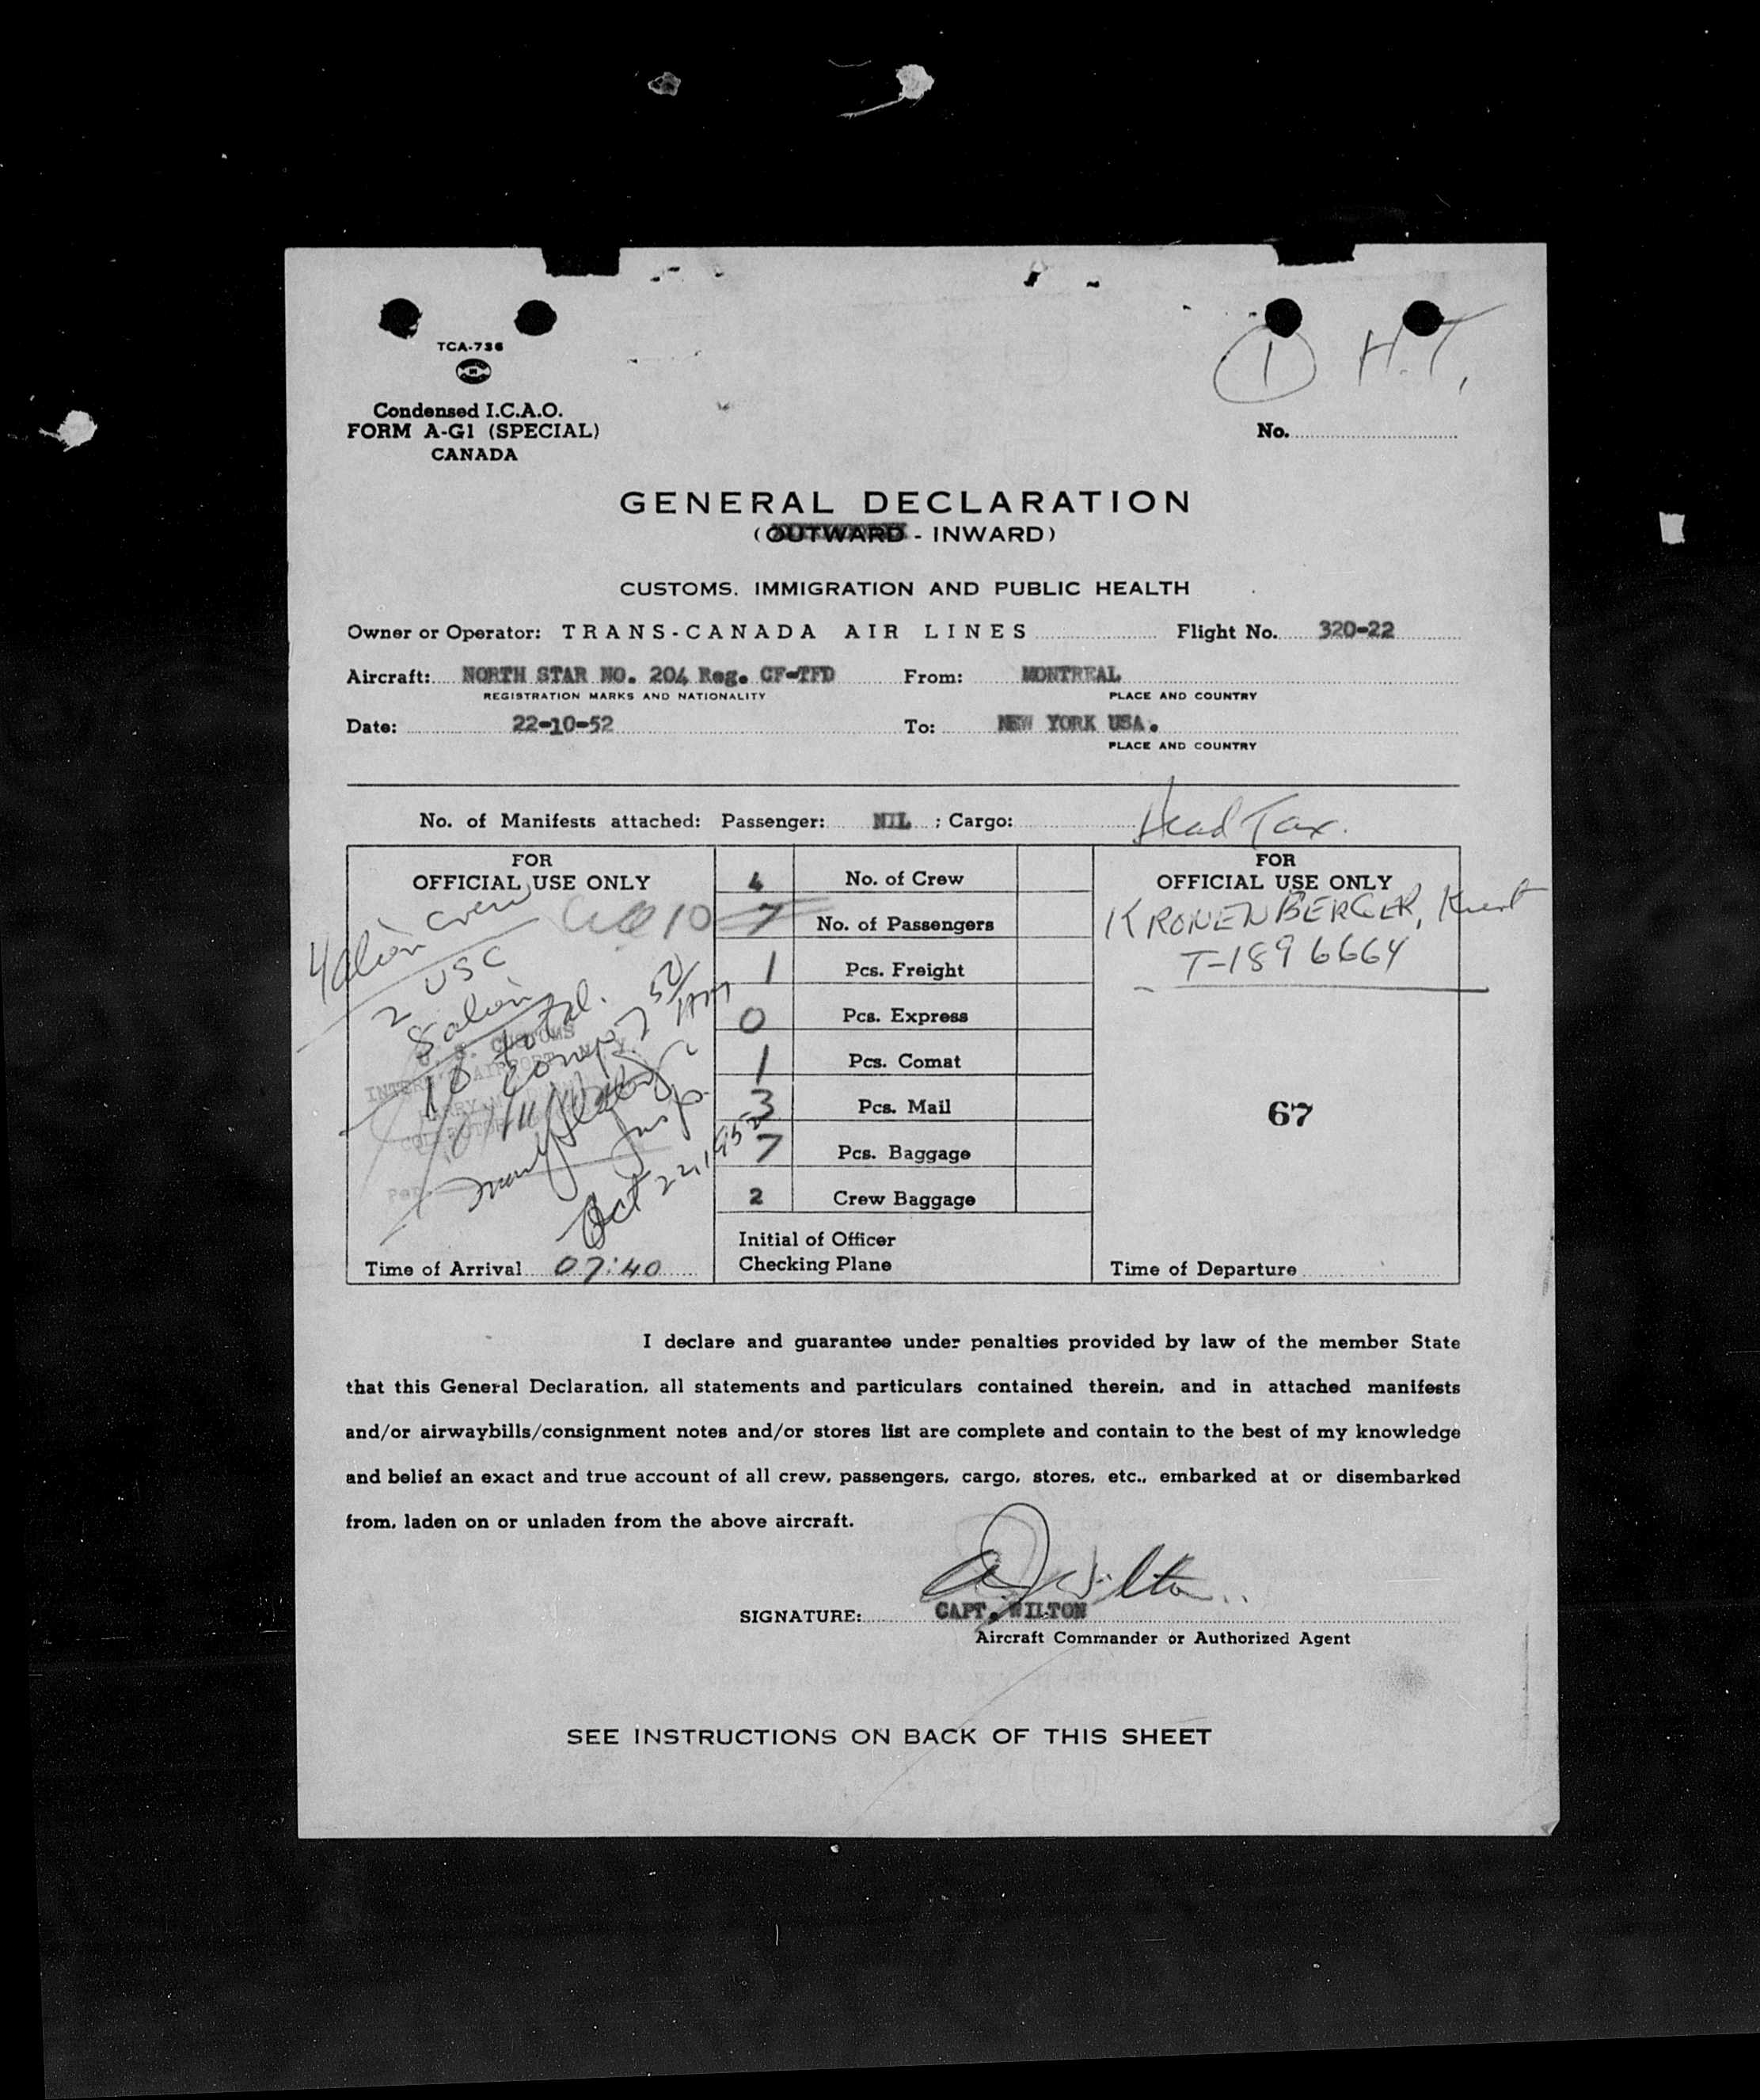 ① H.T.
TCA-736
Condensed I.C.A.O.
FORM A-G1 (SPECIAL)
CANADA
No.
GENERAL DECLARATION
(OUTWARD - INWARD)
CUSTOMS, IMMIGRATION AND PUBLIC HEALTH
Owner or Operator: TRANS-CANADA AIR LINES Flight No. 320-22
Aircraft: NORTH STAR NO. 204 Reg. CF-TFD From: MONTREAL
REGISTRATION MARKS AND NATIONALITY PLACE AND COUNTRY
Date: 22-10-52 To: NEW YORK USA.
PLACE AND COUNTRY
No. of Manifests attached: Passenger: NIL ; Cargo: Head Tax.
FOR
OFFICIAL USE ONLY
4 alien crew
2 USC
8 alien
10 total.
U. S. CUSTOMS
Oct 22, 1952
Time of Arrival 07:40
4 No. of Crew
10 7 No. of Passengers
1 Pcs. Freight
0 Pcs. Express
1 Pcs. Comat
3 Pcs. Mail
7 Pcs. Baggage
2 Crew Baggage
Initial of Officer
Checking Plane
FOR
OFFICIAL USE ONLY
KRONENBERGER, Kurt
T-1896664
67
Time of Departure
I declare and guarantee under penalties provided by law of the member State
that this General Declaration, all statements and particulars contained therein, and in attached manifests
and/or airwaybills/consignment notes and/or stores list are complete and contain to the best of my knowledge
and belief an exact and true account of all crew, passengers, cargo, stores, etc., embarked at or disembarked
from, laden on or unladen from the above aircraft.
SIGNATURE: CAPT. WILTON
Aircraft Commander or Authorized Agent
SEE INSTRUCTIONS ON BACK OF THIS SHEET